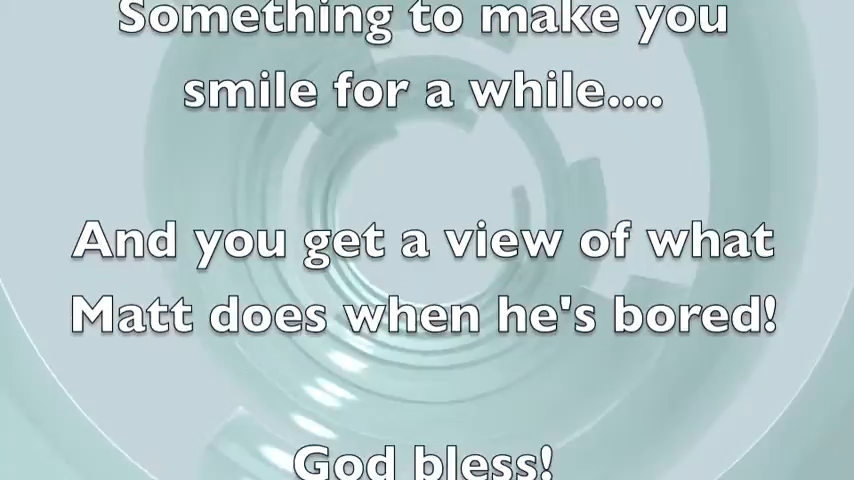 Something to make you
smile for a while....
And you get a view of what
Matt does when he's bored!
God bless!